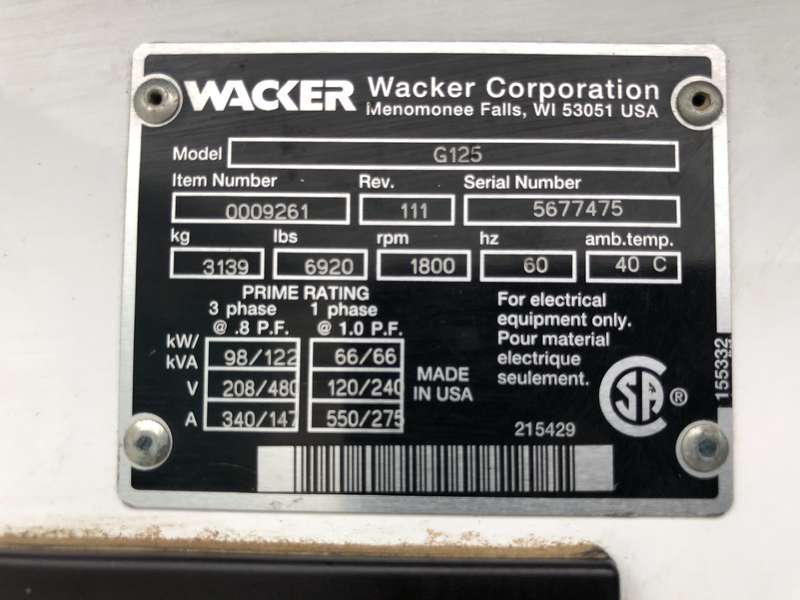 WACKER Wacker Corporation
Menomonee Falls, WI 53051 USA
Model G125
Item Number Rev. Serial Number
0009261 111 5677475
kg lbs rpm hz amb.temp.
3139 6920 1800 60 40 C
PRIME RATING
3 phase 1 phase
@ .8 P.F. @ 1.0 P.F.
kW/
kVA 98/122 66/66
V 208/480 120/240
A 340/147 550/275
MADE
IN USA
For electrical
equipment only.
Pour material
electrique
seulement.
CSA ®
215429
155332